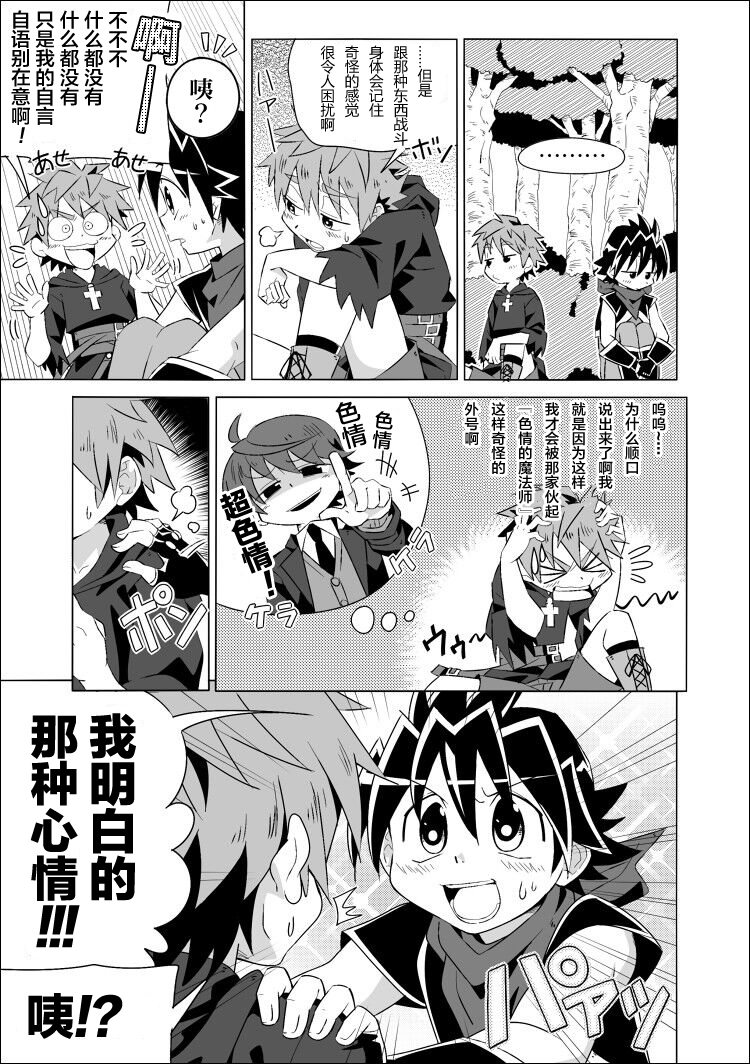 ………
……但是
跟那种东西战斗
身体会记住
奇怪的感觉
很令人困扰啊
ハァー
ボソ
啊——
咦？
不不不
什么都没有
什么都没有
只是我的自言
自语别在意啊！
あせ
あせ
呜呜~…
为什么顺口
说出来了啊我
就是因为这样
我才会被那家伙起
『色情的魔法师』
这样奇怪的
外号啊
ウゥ〜
色情
色情
超色情！
ケラ
ケラ
ポン
我明白的
那种心情!!!
パアァッ
咦!?